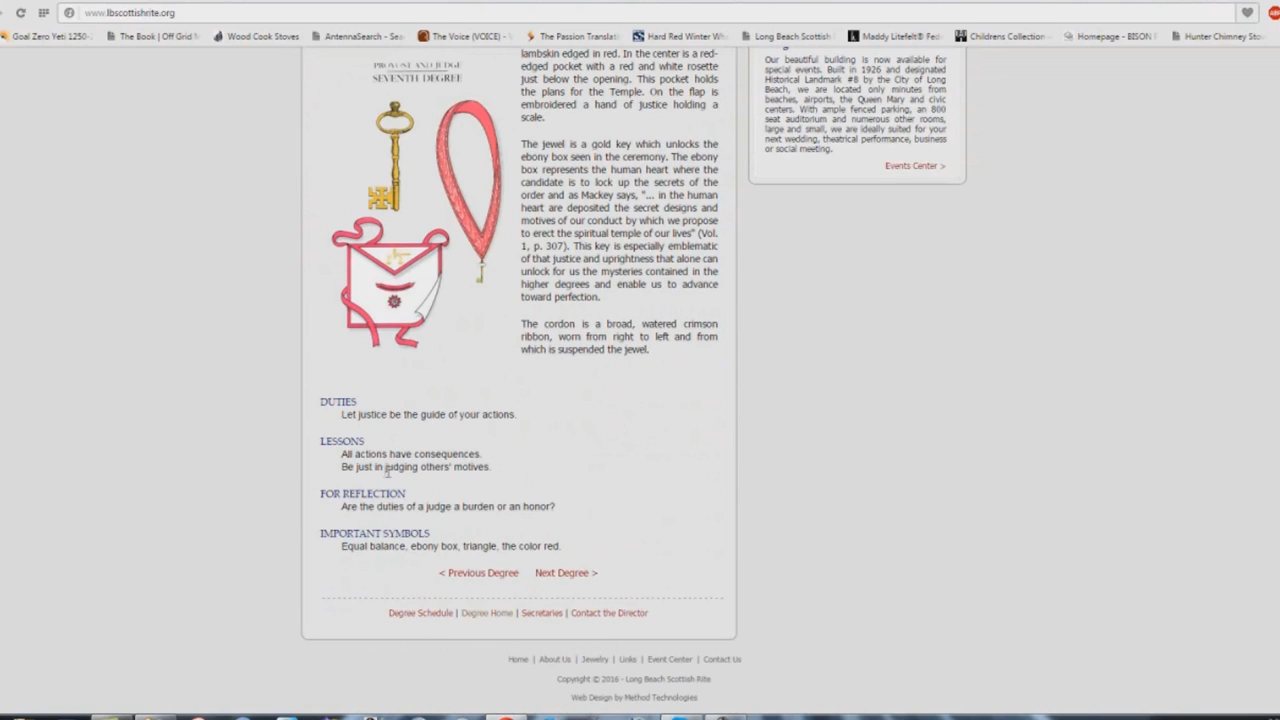 www.lbscottishrite.org
Goal Zero Yeti 1250- The Book | Off Grid Wood Cook Stoves AntennaSearch - Sea The Voice (VOICE) - The Passion Translati Hard Red Winter Wh Long Beach Scottish Maddy Litefelt® Fed Childrens Collection Homepage - BISON Hunter Chimney Sto
PROVOST AND JUDGE
SEVENTH DEGREE
lambskin edged in red. In the center is a red-
edged pocket with a red and white rosette
just below the opening. This pocket holds
the plans for the Temple. On the flap is
embroidered a hand of justice holding a
scale.
The jewel is a gold key which unlocks the
ebony box seen in the ceremony. The ebony
box represents the human heart where the
candidate is to lock up the secrets of the
order and as Mackey says, "... in the human
heart are deposited the secret designs and
motives of our conduct by which we propose
to erect the spiritual temple of our lives" (Vol.
1, p. 307). This key is especially emblematic
of that justice and uprightness that alone can
unlock for us the mysteries contained in the
higher degrees and enable us to advance
toward perfection.
The cordon is a broad, watered crimson
ribbon, worn from right to left and from
which is suspended the jewel.
DUTIES
Let justice be the guide of your actions.
LESSONS
All actions have consequences.
Be just in judging others' motives.
FOR REFLECTION
Are the duties of a judge a burden or an honor?
IMPORTANT SYMBOLS
Equal balance, ebony box, triangle, the color red.
< Previous Degree Next Degree >
Degree Schedule | Degree Home | Secretaries | Contact the Director
Our beautiful building is now available for
special events. Built in 1926 and designated
Historical Landmark #8 by the City of Long
Beach, we are located only minutes from
beaches, airports, the Queen Mary and civic
centers. With ample fenced parking, an 800
seat auditorium and numerous other rooms,
large and small, we are ideally suited for your
next wedding, theatrical performance, business
or social meeting.
Events Center >
Home | About Us | Jewelry | Links | Event Center | Contact Us
Copyright © 2016 - Long Beach Scottish Rite
Web Design by Method Technologies